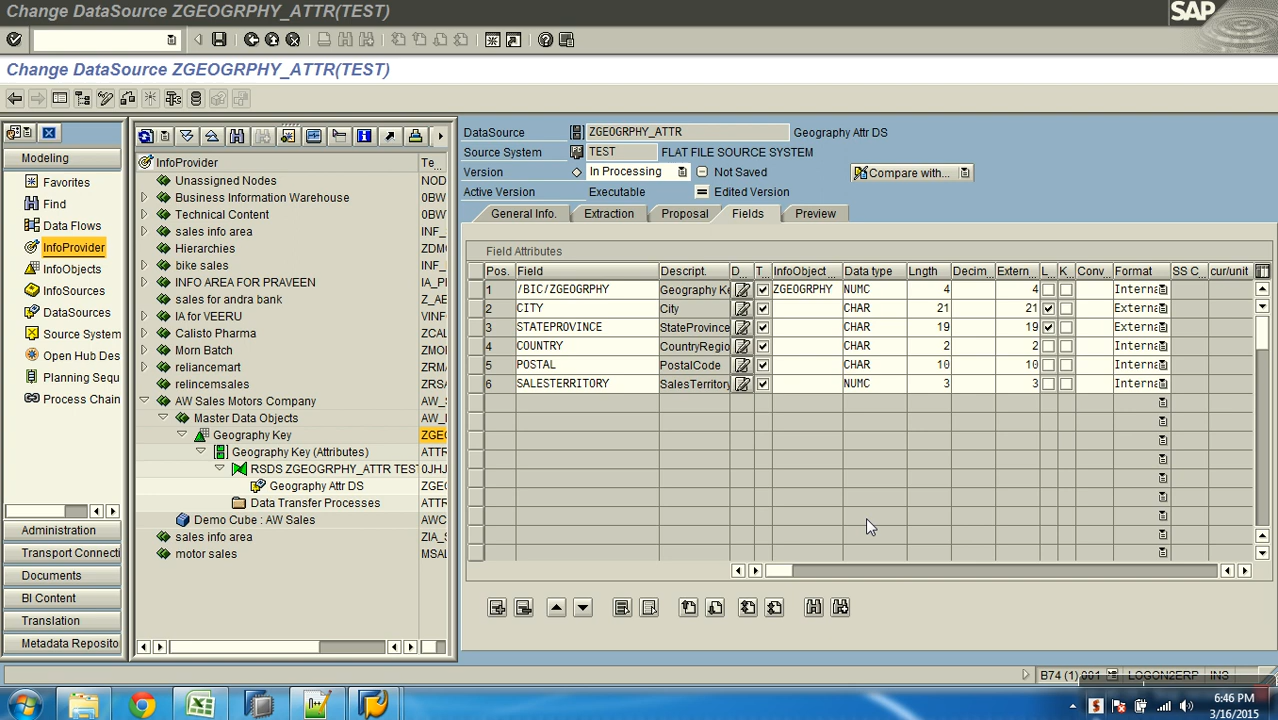 Change DataSource ZGEOGRPHY_ATTR(TEST)
SAP
Change DataSource ZGEOGRPHY_ATTR(TEST)
Modeling
Favorites
Find
Data Flows
InfoProvider
InfoObjects
InfoSources
DataSources
Source System
Open Hub Des
Planning Sequ
Process Chain
Administration
Transport Connecti
Documents
BI Content
Translation
Metadata Reposito
InfoProvider Te...
Unassigned Nodes NOD
Business Information Warehouse 0BW
Technical Content 0BW
sales info area INF_
Hierarchies ZDM
bike sales INF_
INFO AREA FOR PRAVEEN IA_P
sales for andra bank Z_AE
IA for VEERU INFO
Calisto Pharma ZCAL
Morn Batch ZMO
reliancemart ZRM
relincemsales ZRS
AW Sales Motors Company AW_
Master Data Objects AW_
Geography Key ZGE
Geography Key (Attributes) ATTR
RSDS ZGEOGRPHY_ATTR TEST 0JHJ
Geography Attr DS ZGE
Data Transfer Processes ATTR
Demo Cube : AW Sales AWC
sales info area ZIA_
motor sales MSAL
DataSource ZGEOGRPHY_ATTR Geography Attr DS
Source System TEST FLAT FILE SOURCE SYSTEM
Version In Processing Not Saved Compare with...
Active Version Executable Edited Version
General Info. Extraction Proposal Fields Preview
Field Attributes
Pos. Field Descript. D.. T.. InfoObject Data type Lngth Decim Extern L.. K Conv Format SS C.. cur/unit
1 /BIC/ZGEOGRPHY Geography Ke ZGEOGRPHY NUMC 4 4 Interna
2 CITY City CHAR 21 21 Externa
3 STATEPROVINCE StateProvince CHAR 19 19 Externa
4 COUNTRY CountryRegio CHAR 2 2 Interna
5 POSTAL PostalCode CHAR 10 10 Interna
6 SALESTERRITORY SalesTerritory NUMC 3 3 Interna
B74 (1) 001 LOGON2ERP INS
6:46 PM
3/16/2015